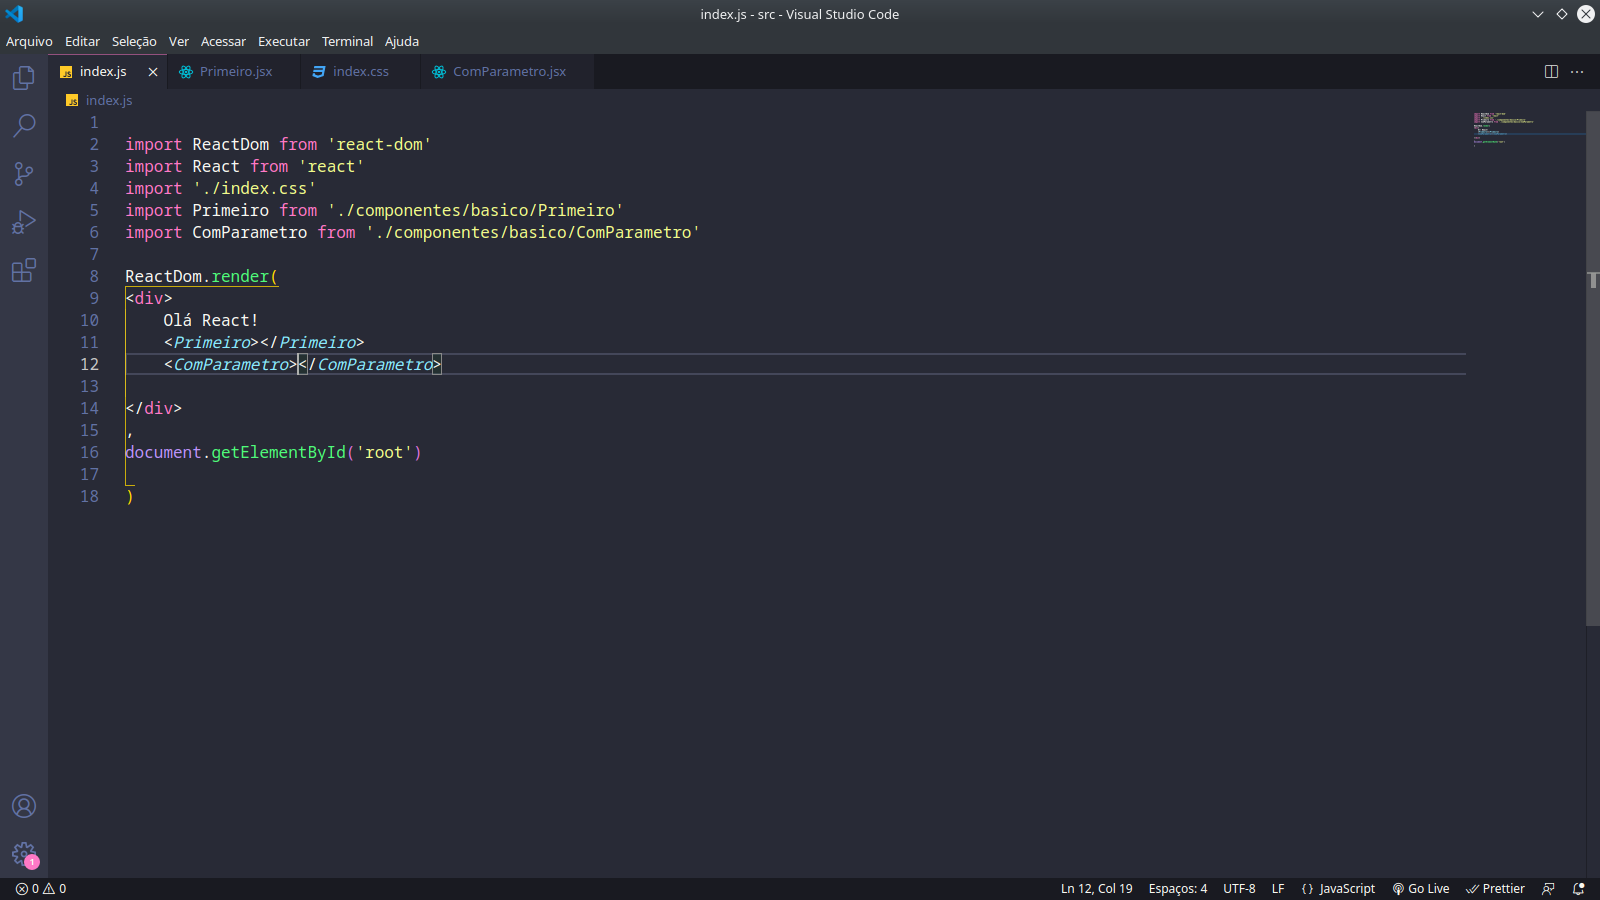 index.js - src - Visual Studio Code
Arquivo Editar Seleção Ver Acessar Executar Terminal Ajuda
JS index.js Primeiro.jsx index.css ComParametro.jsx
JS index.js
1
2 import ReactDom from 'react-dom'
3 import React from 'react'
4 import './index.css'
5 import Primeiro from './componentes/basico/Primeiro'
6 import ComParametro from './componentes/basico/ComParametro'
7
8 ReactDom.render(
9 <div>
10     Olá React!
11     <Primeiro></Primeiro>
12     <ComParametro></ComParametro>
13
14 </div>
15 ,
16 document.getElementById('root')
17
18 )
1
0 0 Ln 12, Col 19 Espaços: 4 UTF-8 LF {} JavaScript Go Live Prettier